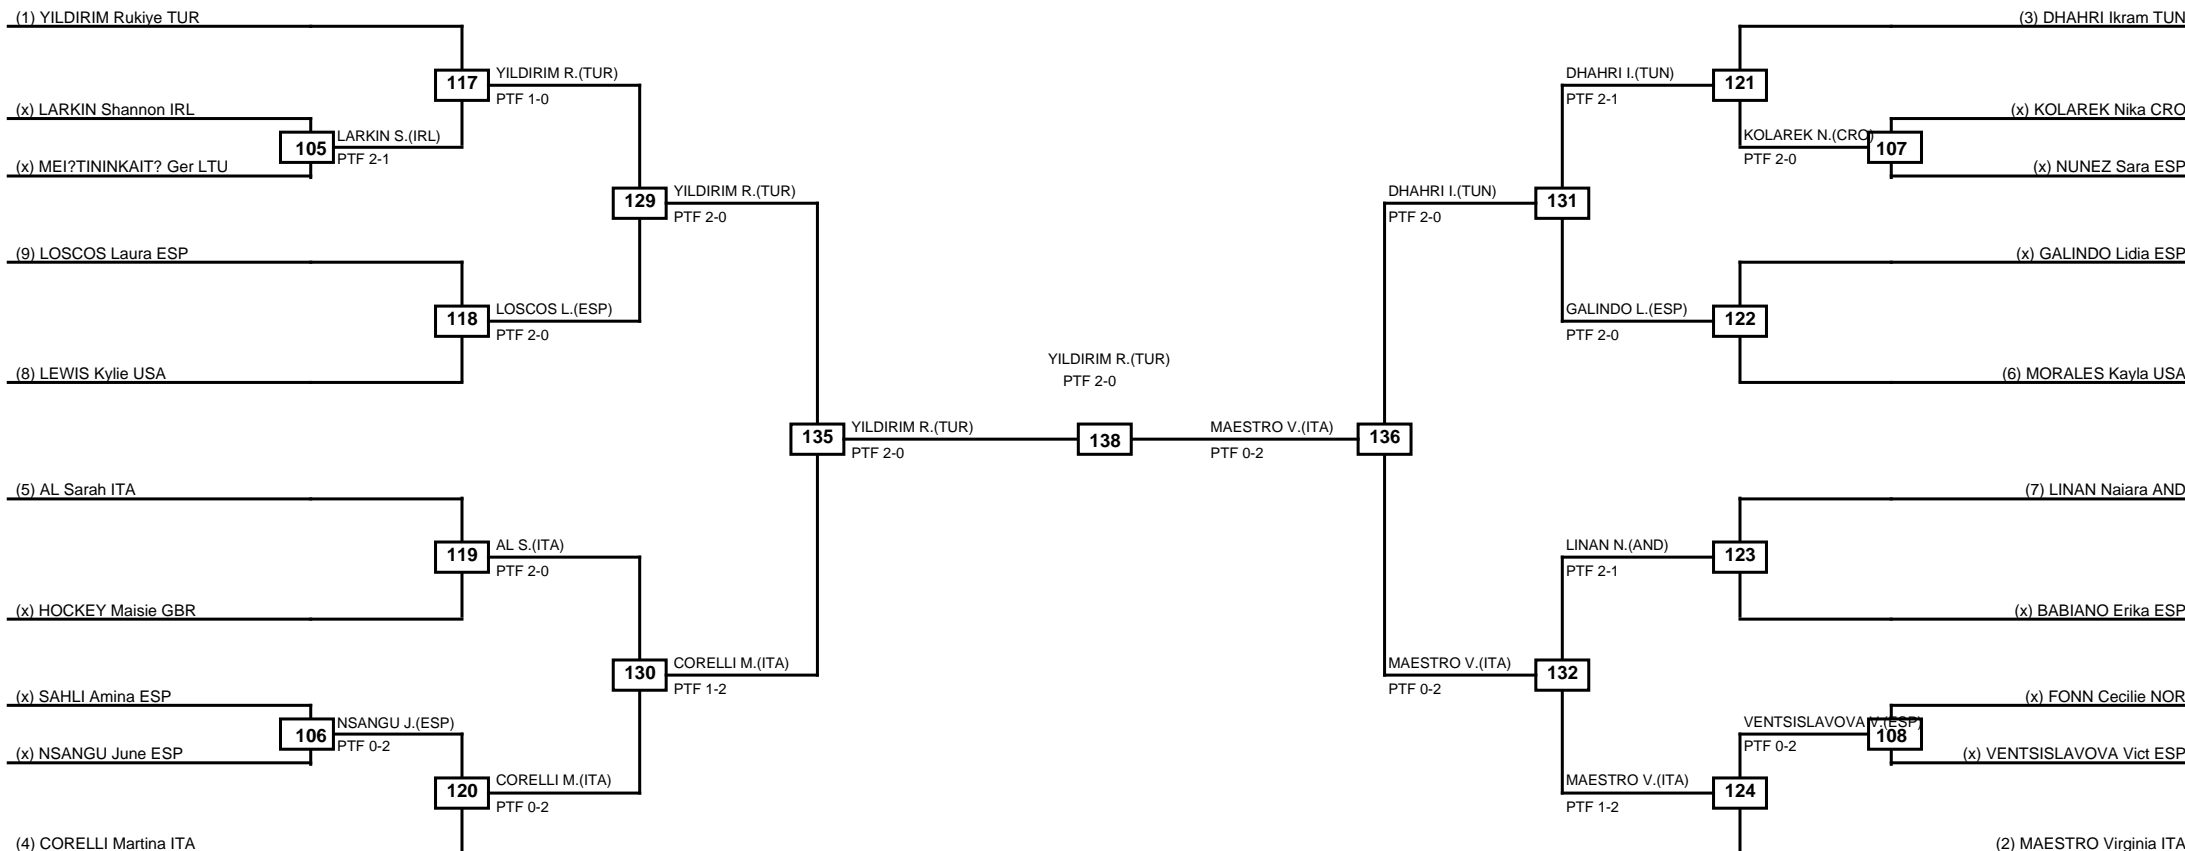 (1) YILDIRIM Rukiye TUR
(3) DHAHRI Ikram TUN
117
YILDIRIM R.(TUR)
PTF 1-0
DHAHRI I.(TUN)
PTF 2-1
121
(x) LARKIN Shannon IRL
(x) KOLAREK Nika CRO
105
LARKIN S.(IRL)
PTF 2-1
KOLAREK N.(CRO)
PTF 2-0
107
(x) MEI?TININKAIT? Ger LTU
(x) NUNEZ Sara ESP
129
YILDIRIM R.(TUR)
PTF 2-0
DHAHRI I.(TUN)
PTF 2-0
131
(9) LOSCOS Laura ESP
(x) GALINDO Lidia ESP
118
LOSCOS L.(ESP)
PTF 2-0
GALINDO L.(ESP)
PTF 2-0
122
(8) LEWIS Kylie USA
(6) MORALES Kayla USA
YILDIRIM R.(TUR)
PTF 2-0
135
YILDIRIM R.(TUR)
PTF 2-0
138
MAESTRO V.(ITA)
PTF 0-2
136
(5) AL Sarah ITA
(7) LINAN Naiara AND
119
AL S.(ITA)
PTF 2-0
LINAN N.(AND)
PTF 2-1
123
(x) HOCKEY Maisie GBR
(x) BABIANO Erika ESP
130
CORELLI M.(ITA)
PTF 1-2
MAESTRO V.(ITA)
PTF 0-2
132
(x) SAHLI Amina ESP
(x) FONN Cecilie NOR
106
NSANGU J.(ESP)
PTF 0-2
VENTSISLAVOVA V.(ESP)
PTF 0-2
108
(x) NSANGU June ESP
(x) VENTSISLAVOVA Vict ESP
120
CORELLI M.(ITA)
PTF 0-2
MAESTRO V.(ITA)
PTF 1-2
124
(4) CORELLI Martina ITA
(2) MAESTRO Virginia ITA